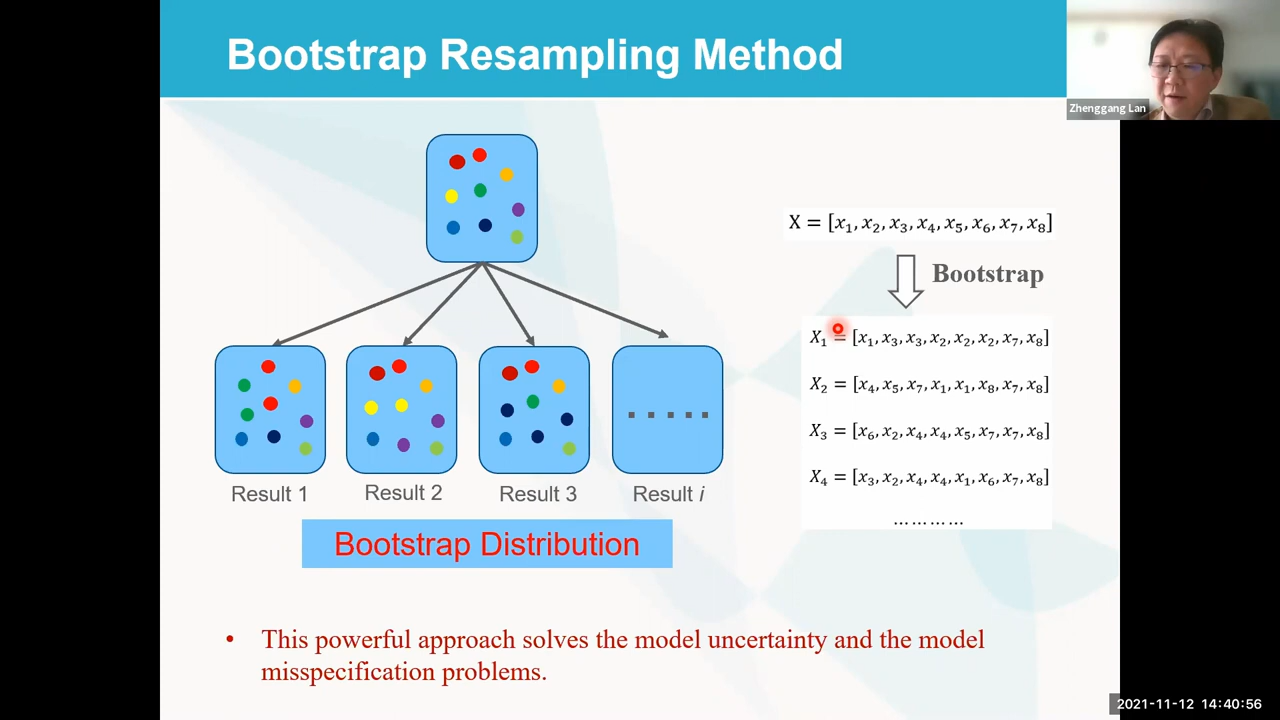 Bootstrap Resampling Method
Zhenggang Lan
X = [x₁, x₂, x₃, x₄, x₅, x₆, x₇, x₈]
Bootstrap
X₁ = [x₁, x₃, x₃, x₂, x₂, x₂, x₇, x₈]
X₂ = [x₄, x₅, x₇, x₁, x₁, x₈, x₇, x₈]
X₃ = [x₆, x₂, x₄, x₄, x₅, x₇, x₇, x₈]
X₄ = [x₃, x₂, x₄, x₄, x₁, x₆, x₇, x₈]
…………
Result 1
Result 2
Result 3
Result i
Bootstrap Distribution
• This powerful approach solves the model uncertainty and the model
misspecification problems.
2021-11-12 14:40:56